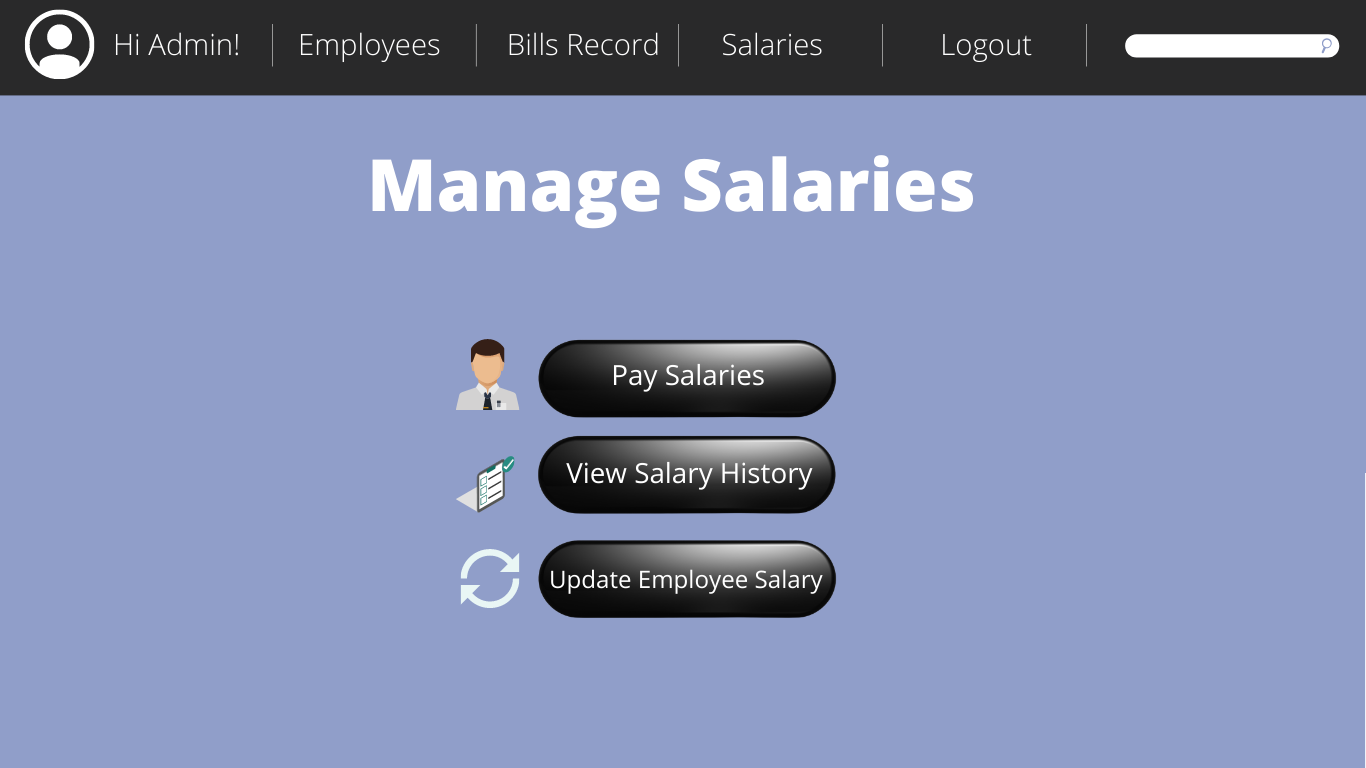 Hi Admin!
Employees
Bills Record
Salaries
Logout
Manage Salaries
Pay Salaries
View Salary History
Update Employee Salary